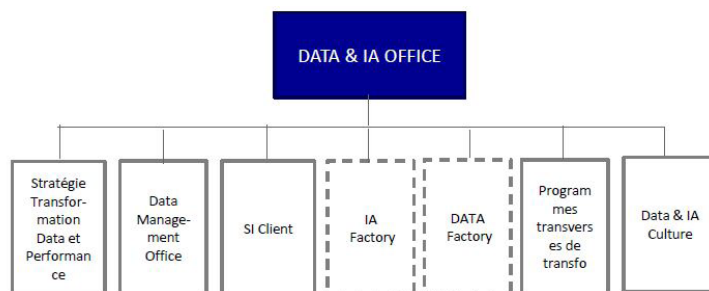 DATA & IA OFFICE
Stratégie
Transfor-
mation
Data et
Performan
ce
Data
Manage-
ment
Office
SI Client
IA
Factory
DATA
Factory
Program
mes
transvers
es de
transfo
Data & IA
Culture